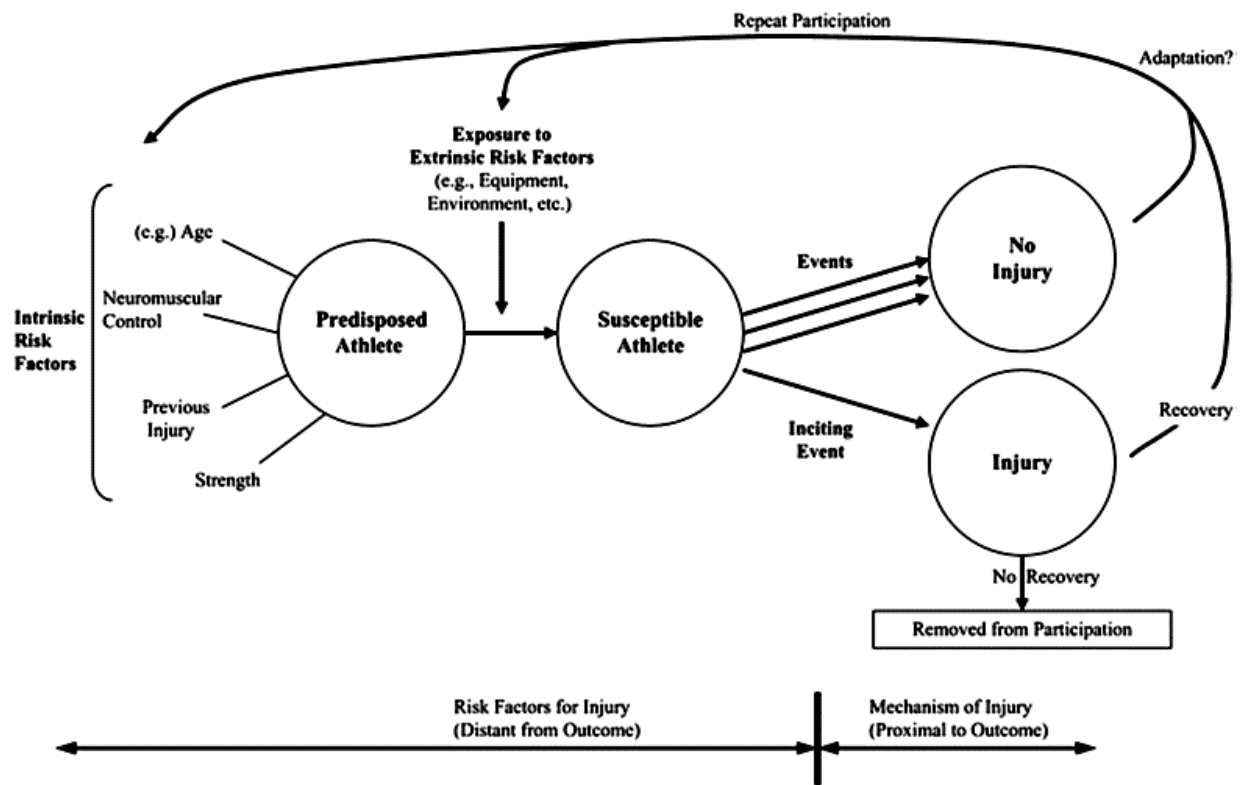 Repeat Participation
Adaptation?
Exposure to
Extrinsic Risk Factors
(e.g., Equipment,
Environment, etc.)
(e.g.) Age
Neuromuscular
Control
Intrinsic
Risk
Factors
Previous
Injury
Strength
Predisposed
Athlete
Susceptible
Athlete
Events
Inciting
Event
No
Injury
Injury
Recovery
No Recovery
Removed from Participation
Risk Factors for Injury
(Distant from Outcome)
Mechanism of Injury
(Proximal to Outcome)